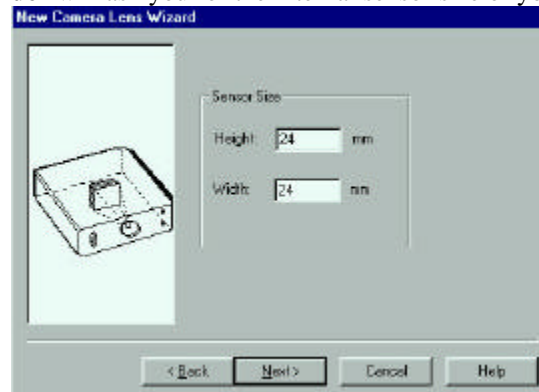 New Camera Lens Wizard
Sensor Size
Height: 24 mm
Width: 24 mm
< Back Next > Cancel Help